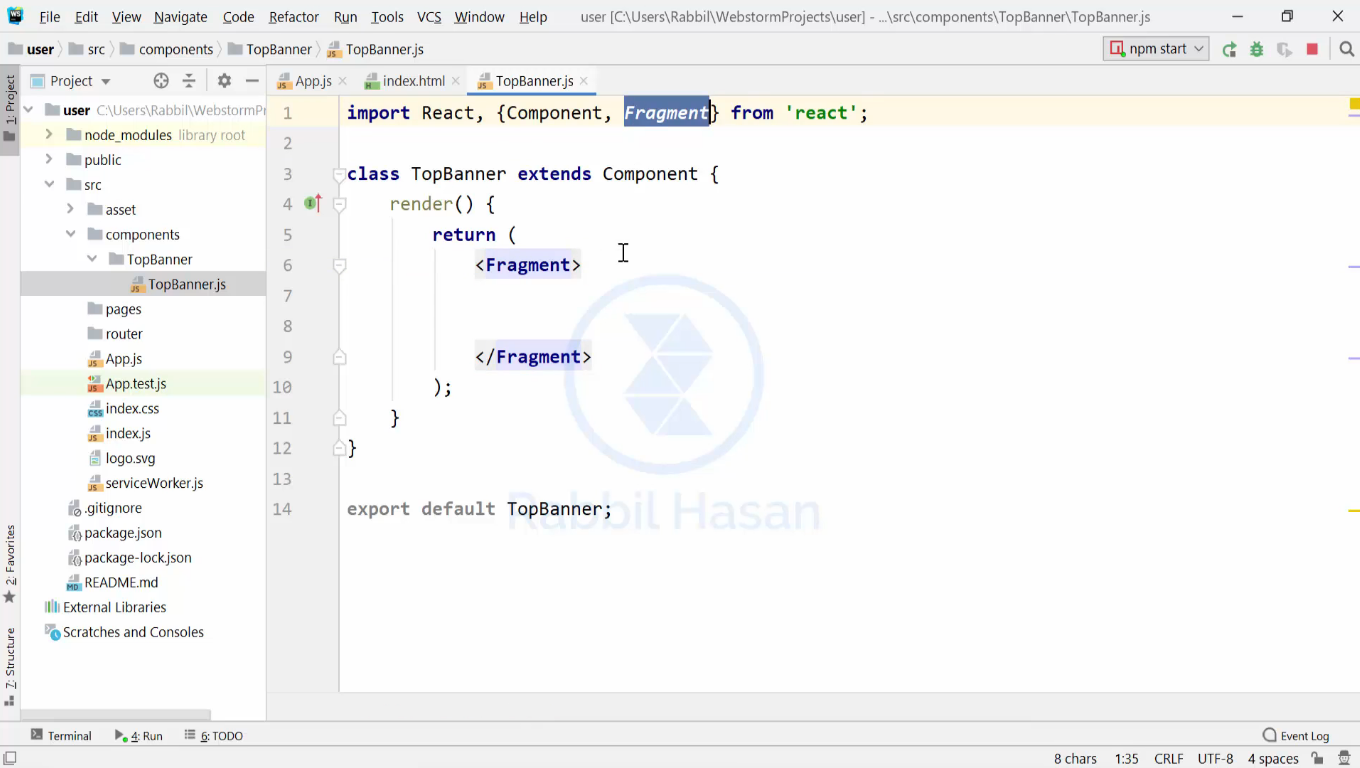 WS File Edit View Navigate Code Refactor Run Tools VCS Window Help user [C:\Users\Rabbil\WebstormProjects\user] - ...\src\components\TopBanner\TopBanner.js
user src components TopBanner TopBanner.js npm start
Project App.js index.html TopBanner.js
1: Project
user C:\Users\Rabbil\WebstormPr
node_modules library root
public
src
asset
components
TopBanner
TopBanner.js
pages
router
App.js
App.test.js
index.css
index.js
logo.svg
serviceWorker.js
.gitignore
package.json
package-lock.json
README.md
External Libraries
Scratches and Consoles
2: Favorites
Z: Structure
1 import React, {Component, Fragment} from 'react';
2
3 class TopBanner extends Component {
4 render() {
5 return (
6 <Fragment>
7
8
9 </Fragment>
10 );
11 }
12 }
13
14 export default TopBanner;
Rabbil Hasan
Terminal 4: Run 6: TODO Event Log
8 chars 1:35 CRLF UTF-8 4 spaces